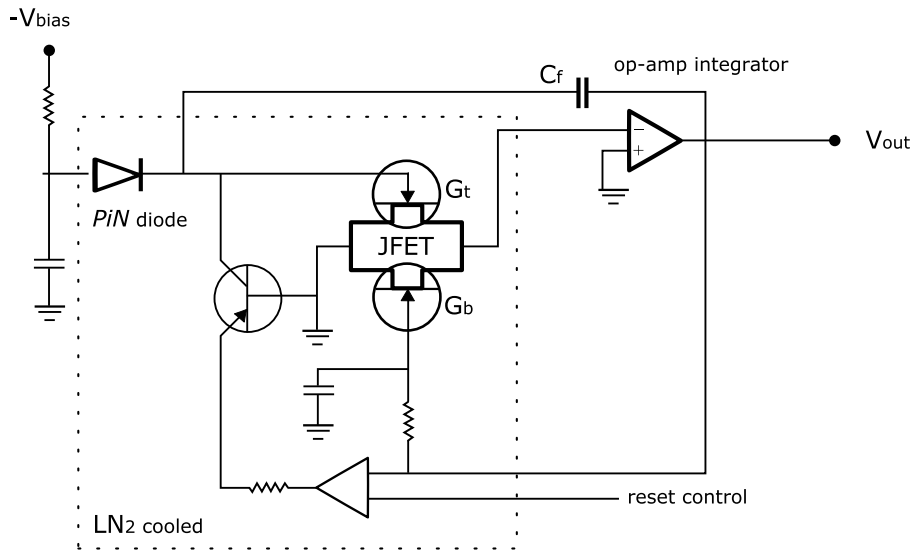 -Vbias
Cf
op-amp integrator
−
+
Vout
PiN diode
Gt
JFET
Gb
reset control
LN2 cooled